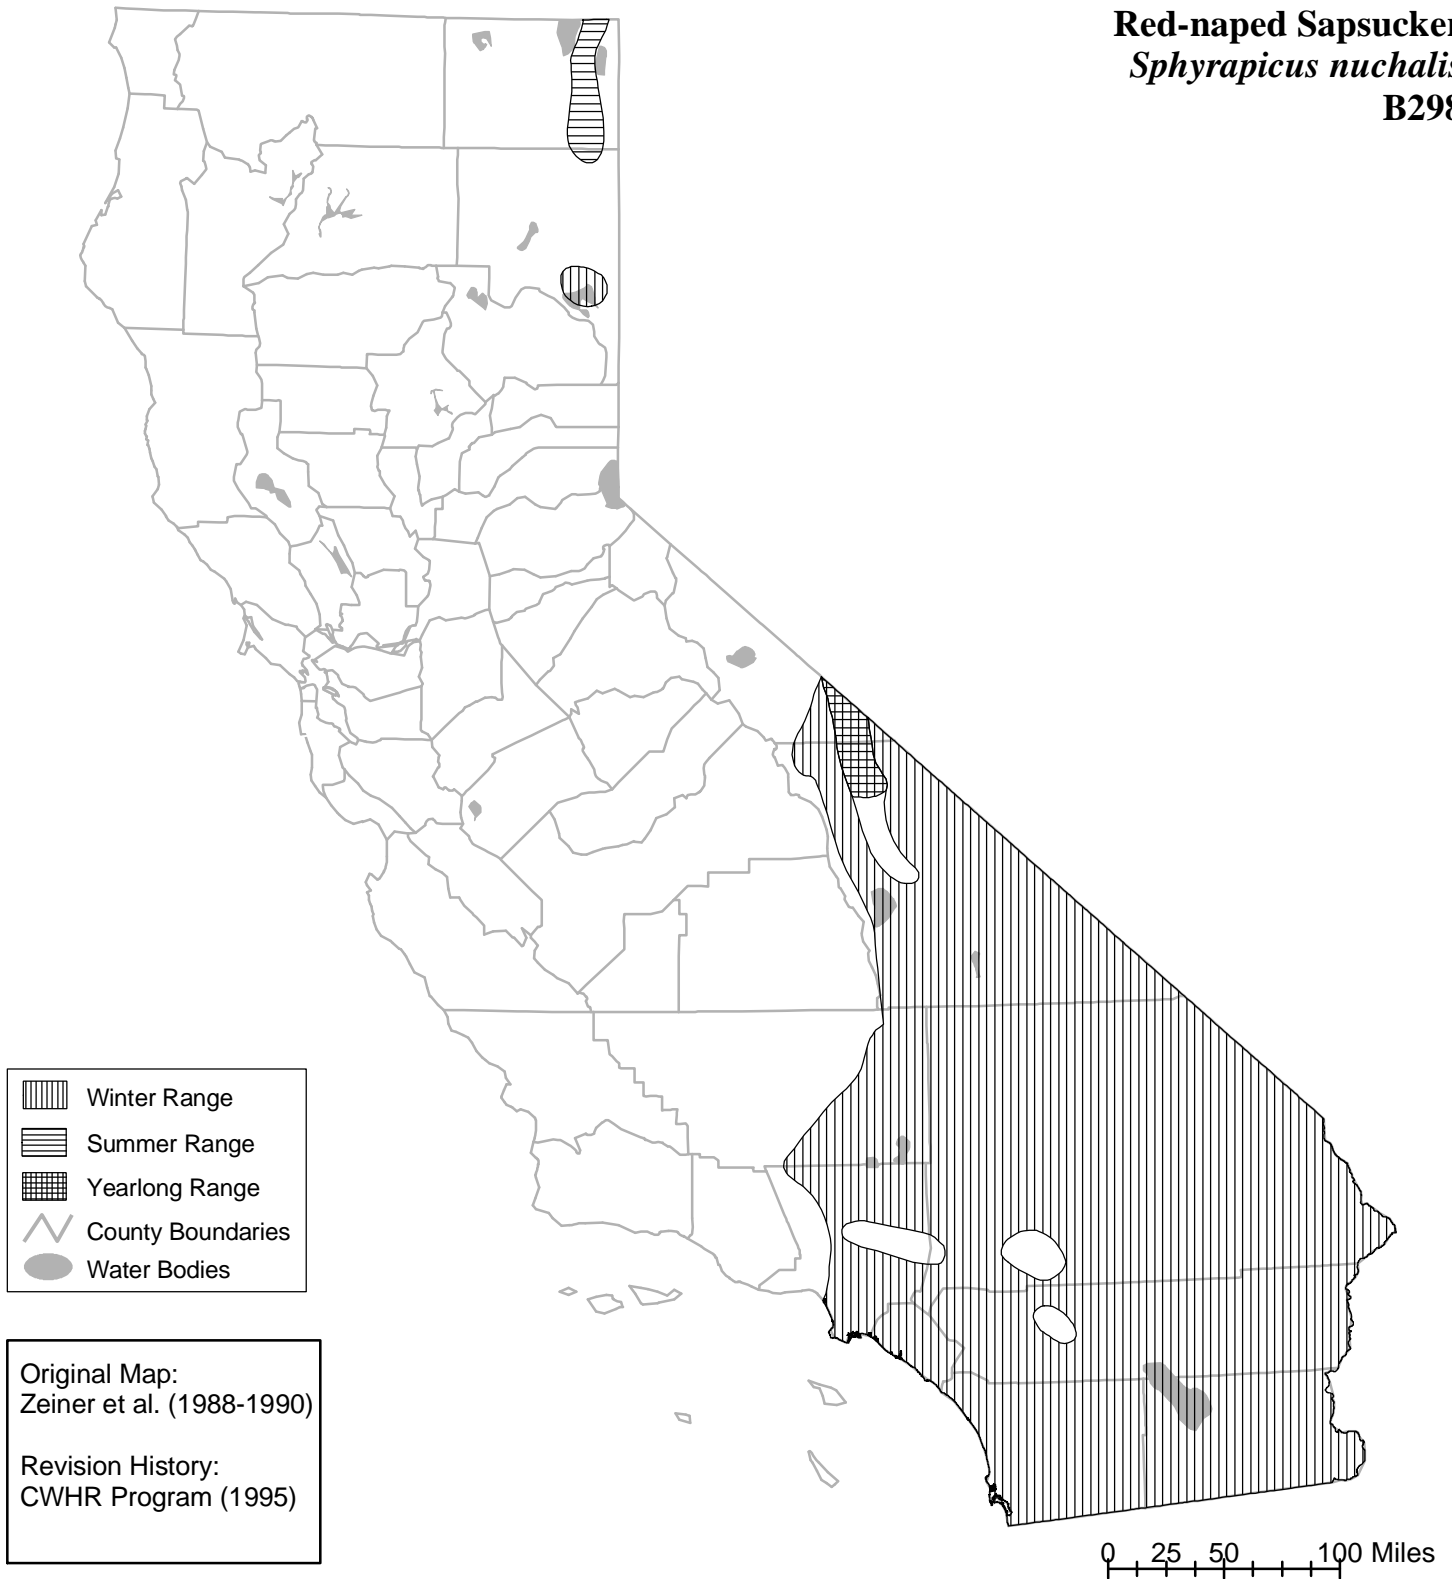 Red-naped Sapsucker
Sphyrapicus nuchalis
B298
Winter Range
Summer Range
Yearlong Range
County Boundaries
Water Bodies
Original Map:
Zeiner et al. (1988-1990)
Revision History:
CWHR Program (1995)
0 25 50 100 Miles